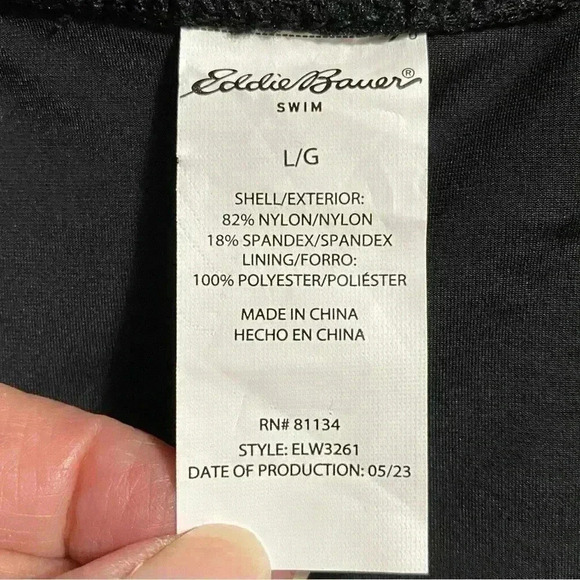 Eddie Bauer®
SWIM
L/G
SHELL/EXTERIOR:
82% NYLON/NYLON
18% SPANDEX/SPANDEX
LINING/FORRO:
100% POLYESTER/POLIÉSTER
MADE IN CHINA
HECHO EN CHINA
RN# 81134
STYLE: ELW3261
DATE OF PRODUCTION: 05/23